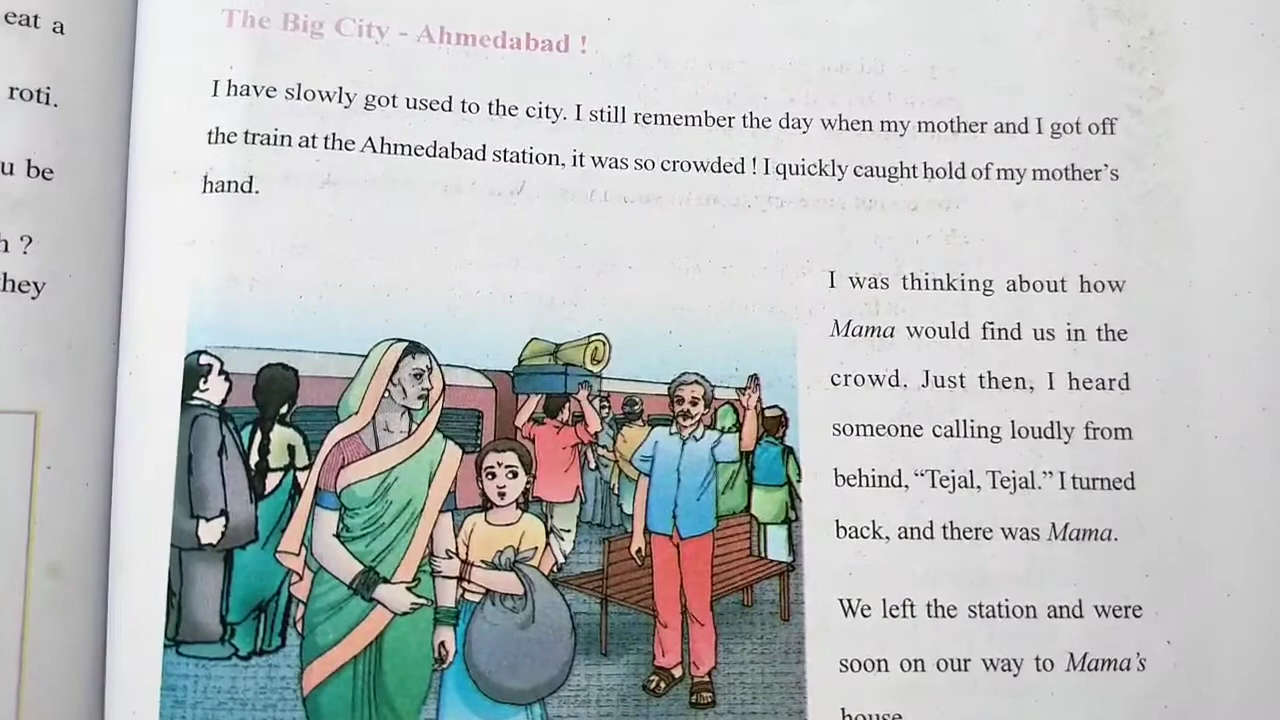 eat a
roti.
u be
?
hey
The Big City - Ahmedabad !
I have slowly got used to the city. I still remember the day when my mother and I got off
the train at the Ahmedabad station, it was so crowded ! I quickly caught hold of my mother's
hand.
I was thinking about how
Mama would find us in the
crowd. Just then, I heard
someone calling loudly from
behind, “Tejal, Tejal.” I turned
back, and there was Mama.
We left the station and were
soon on our way to Mama's
house.